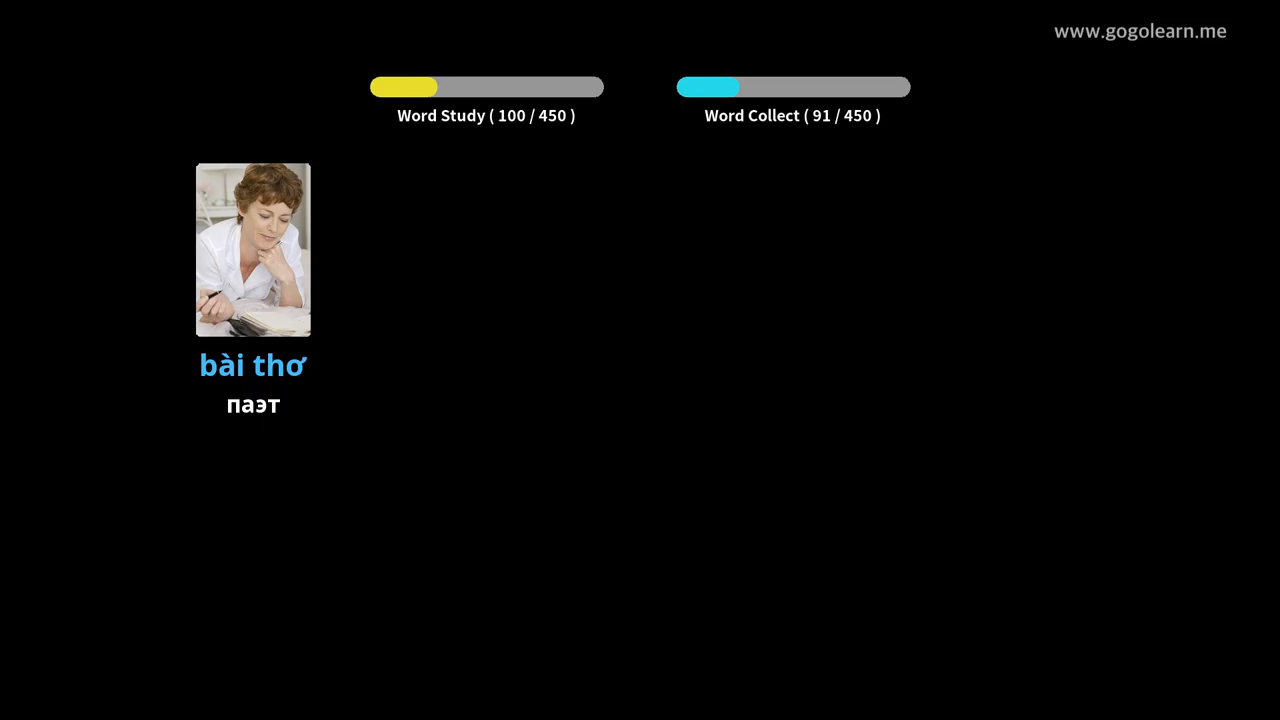 www.gogolearn.me
Word Study ( 100 / 450 )
Word Collect ( 91 / 450 )
bài thơ
паэт